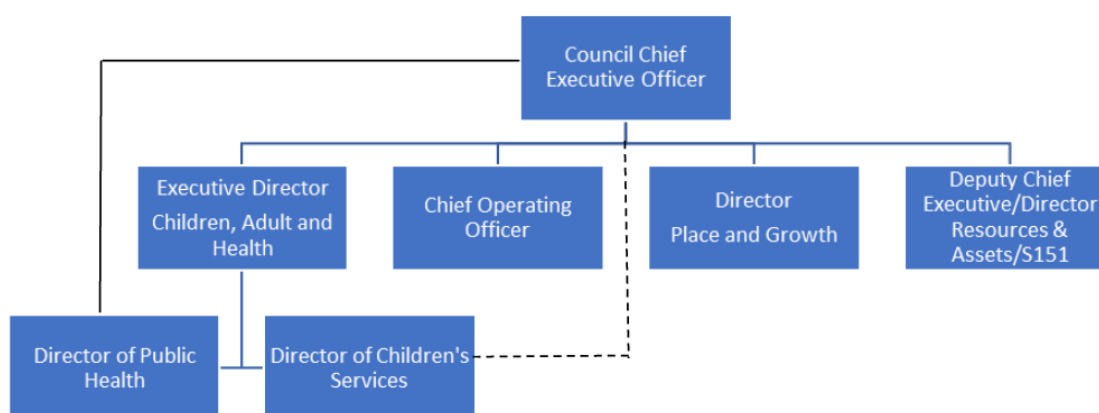 Council Chief
Executive Officer
Executive Director
Children, Adult and
Health
Chief Operating
Officer
Director
Place and Growth
Deputy Chief
Executive/Director
Resources &
Assets/S151
Director of Public
Health
Director of Children's
Services